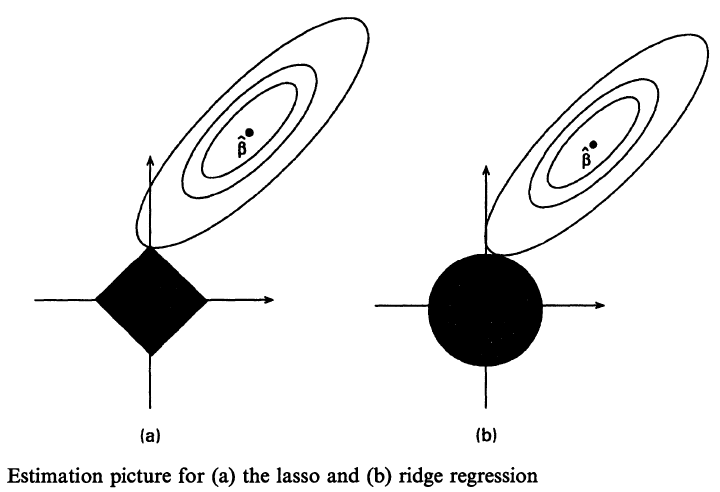 β̂
β̂
(a)
(b)
Estimation picture for (a) the lasso and (b) ridge regression